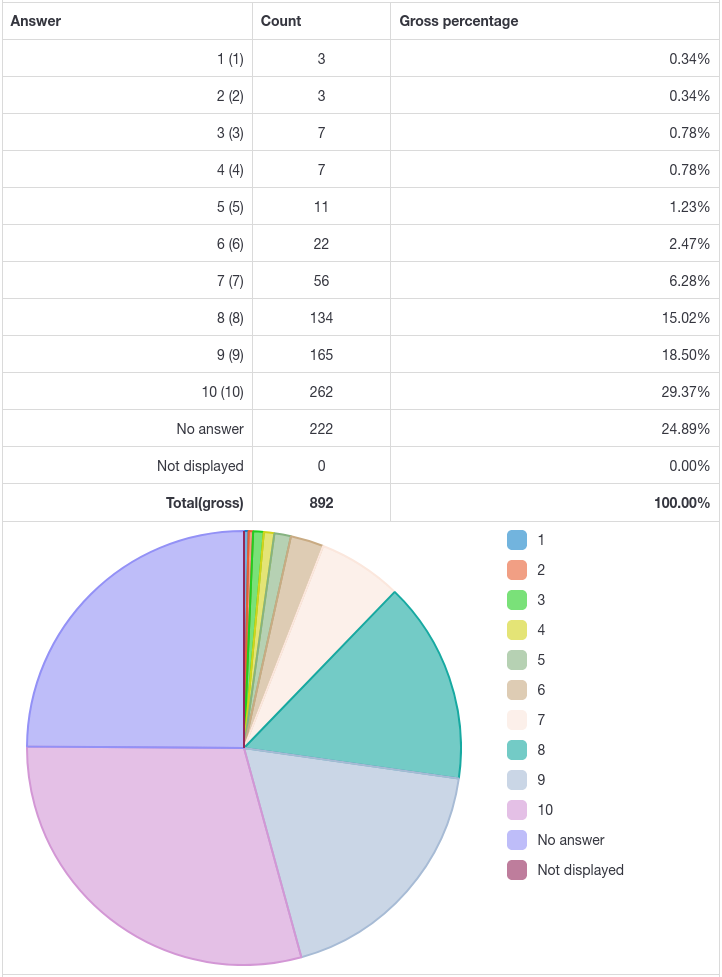 Answer Count Gross percentage
1 (1) 3 0.34%
2 (2) 3 0.34%
3 (3) 7 0.78%
4 (4) 7 0.78%
5 (5) 11 1.23%
6 (6) 22 2.47%
7 (7) 56 6.28%
8 (8) 134 15.02%
9 (9) 165 18.50%
10 (10) 262 29.37%
No answer 222 24.89%
Not displayed 0 0.00%
Total(gross) 892 100.00%
1
2
3
4
5
6
7
8
9
10
No answer
Not displayed